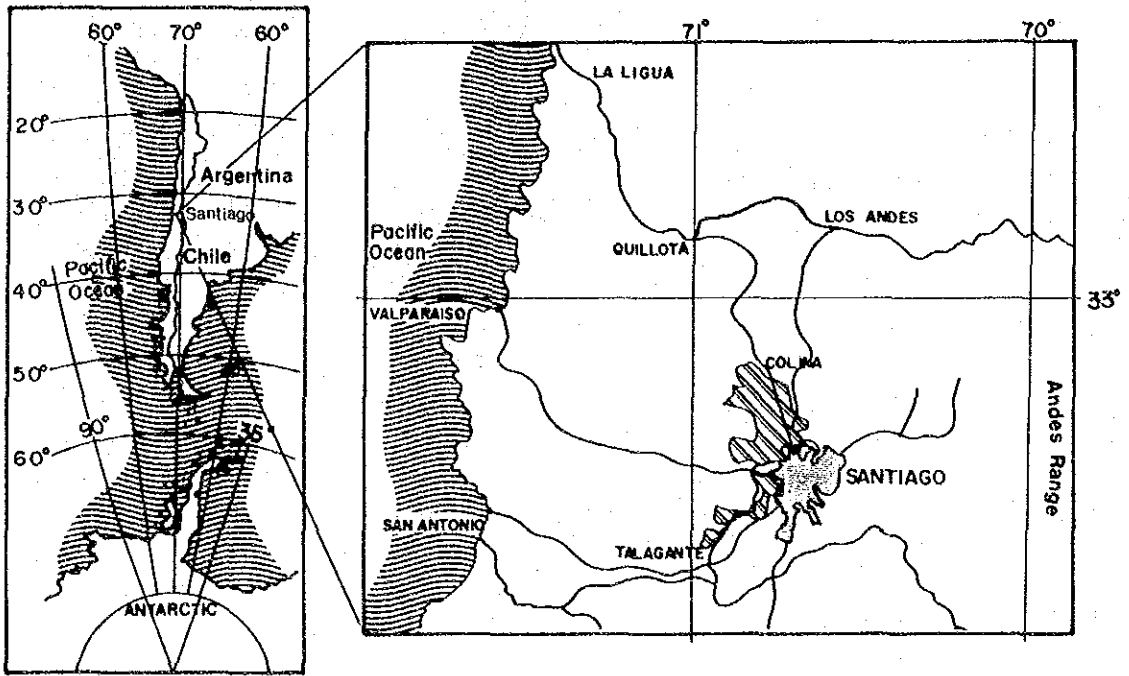 80° 70° 60°
20°
Argentina
30°
Santiago
Chile
Pacific
Ocean
40°
50°
90°
35°
60°
ANTARCTIC
71° 70°
LA LIGUA
Pacific
Ocean
QUILLOTA
LOS ANDES
33°
VALPARAISO
COLINA
Andes Range
SANTIAGO
SAN ANTONIO
TALAGANTE